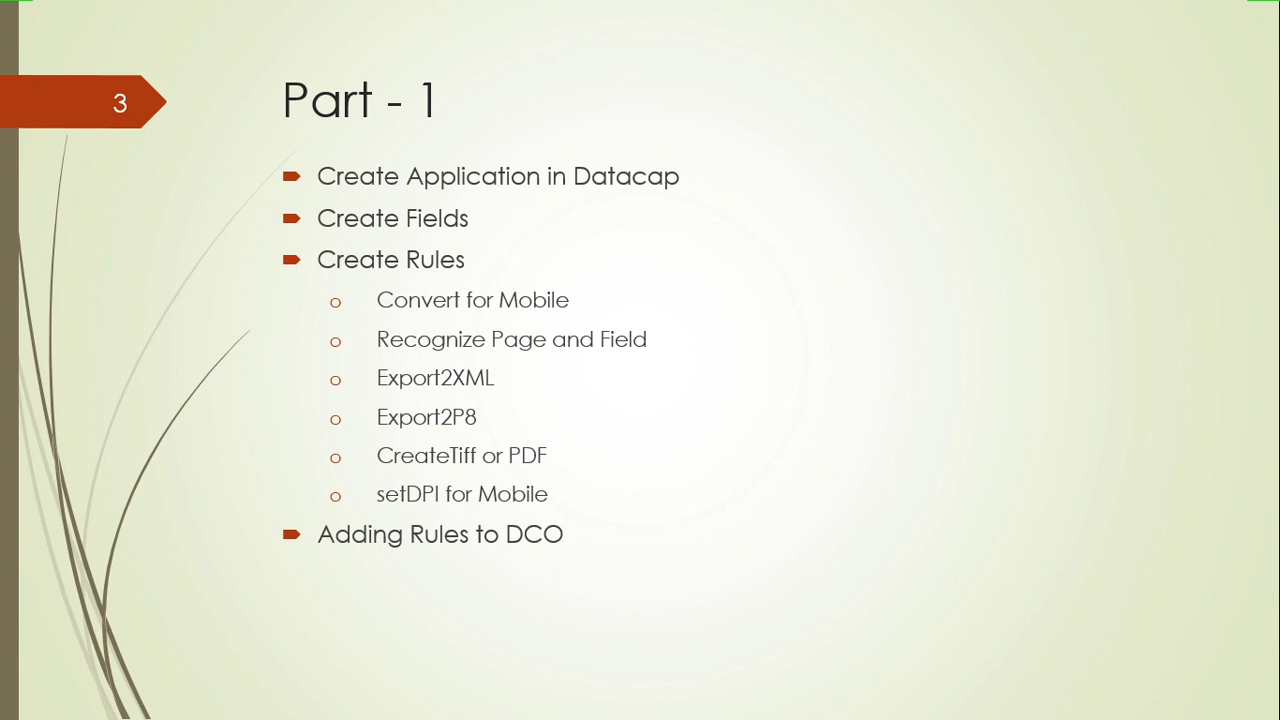 3
Part - 1
Create Application in Datacap
Create Fields
Create Rules
o Convert for Mobile
o Recognize Page and Field
o Export2XML
o Export2P8
o CreateTiff or PDF
o setDPI for Mobile
Adding Rules to DCO